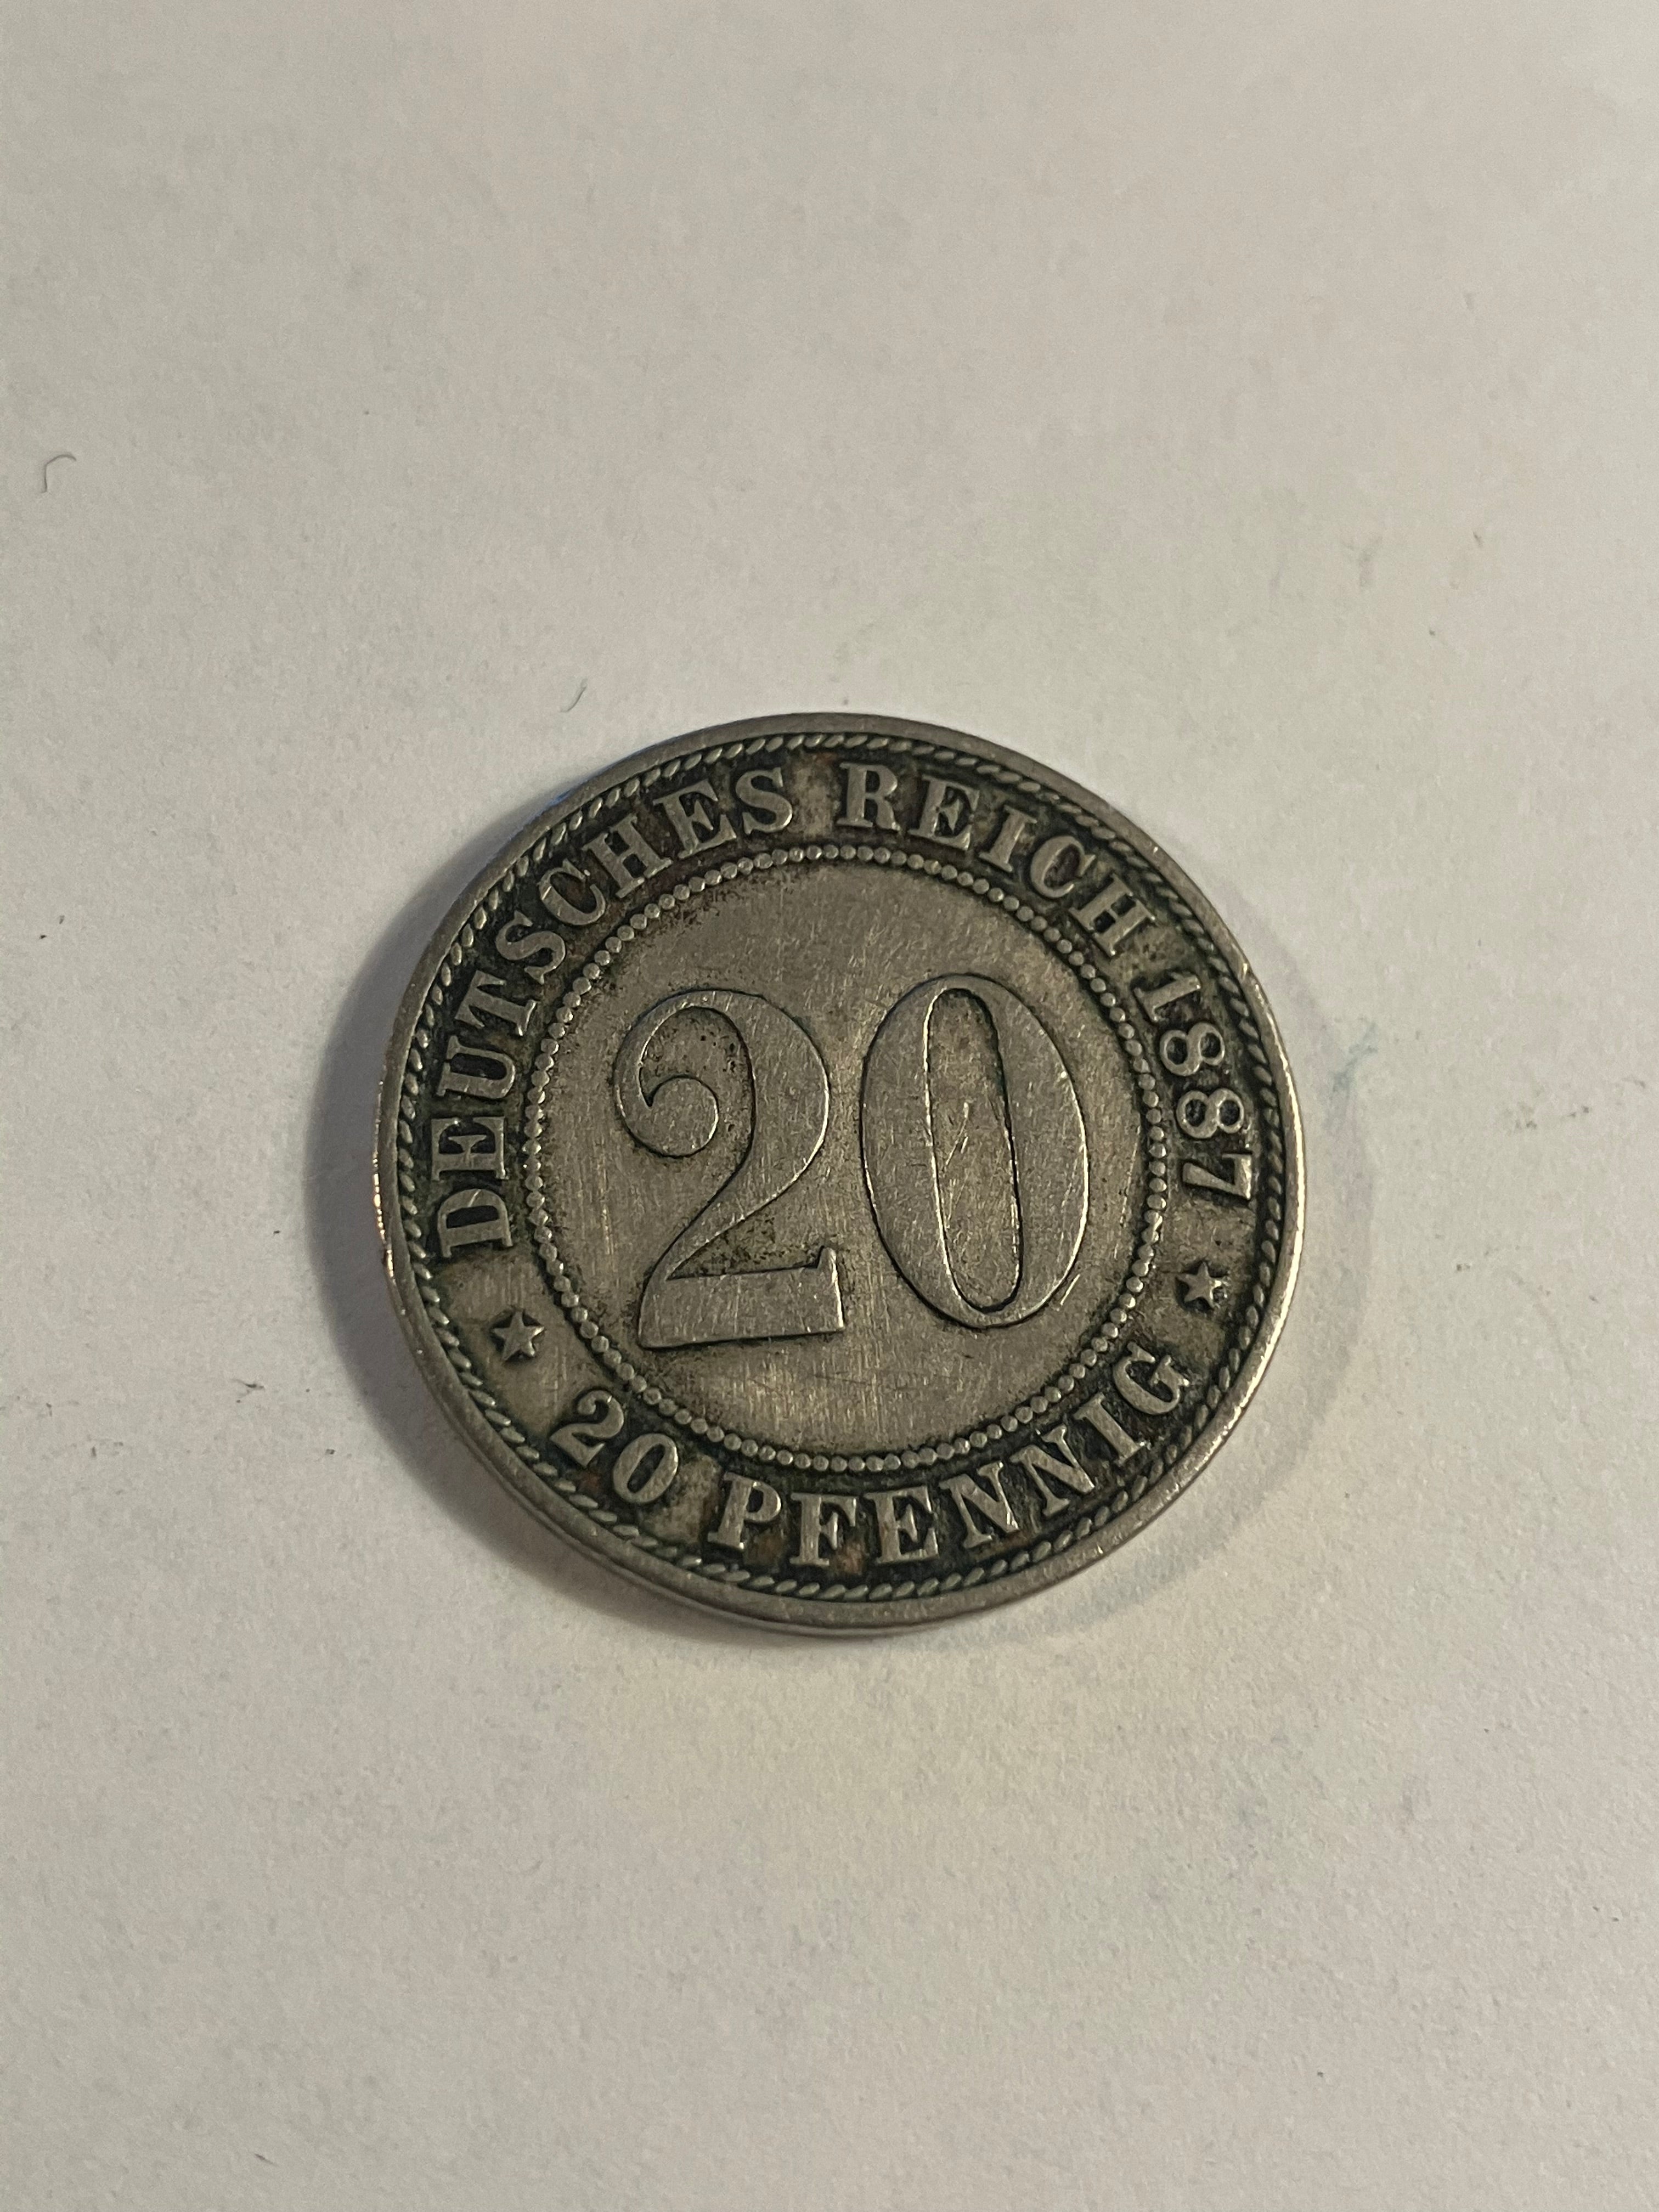 DEUTSCHES REICH 1887
20
20 PFENNIG